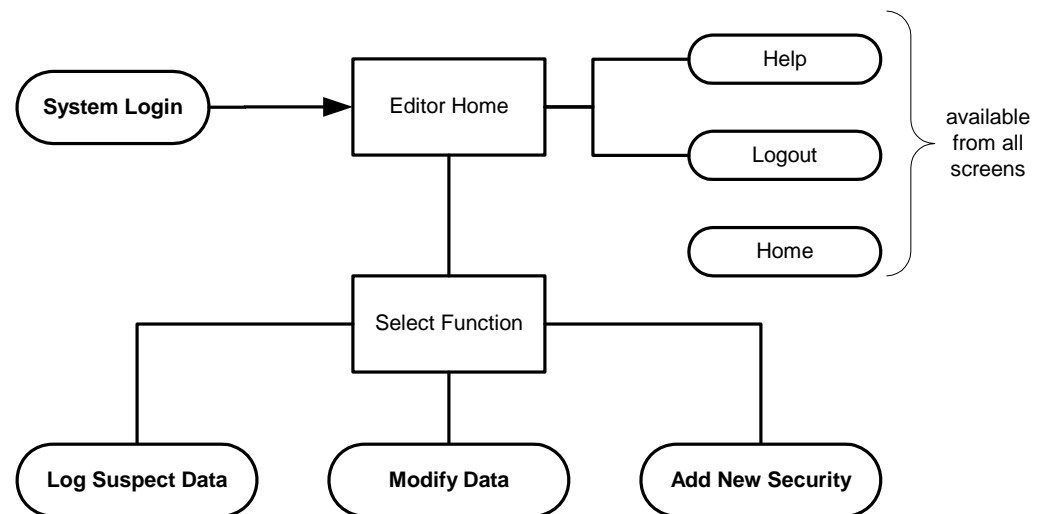 System Login
Editor Home
Help
Logout
Home
available
from all
screens
Select Function
Log Suspect Data
Modify Data
Add New Security